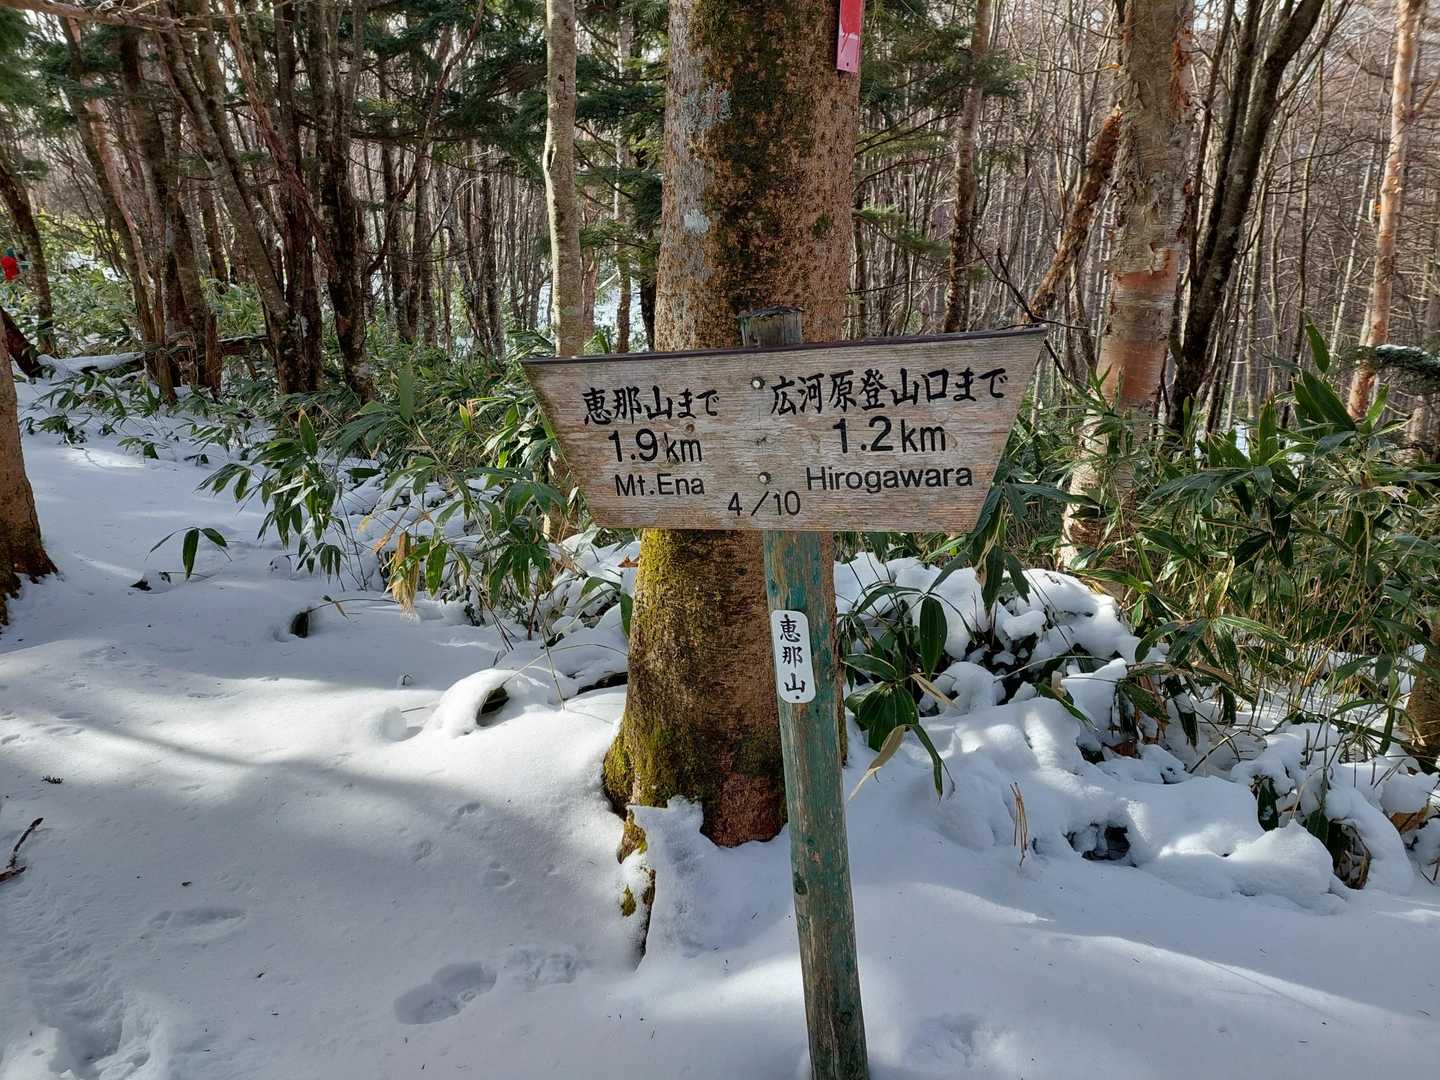 恵那山まで
1.9km
Mt.Ena
広河原登山口まで
1.2km
Hirogawara
4/10
恵那山